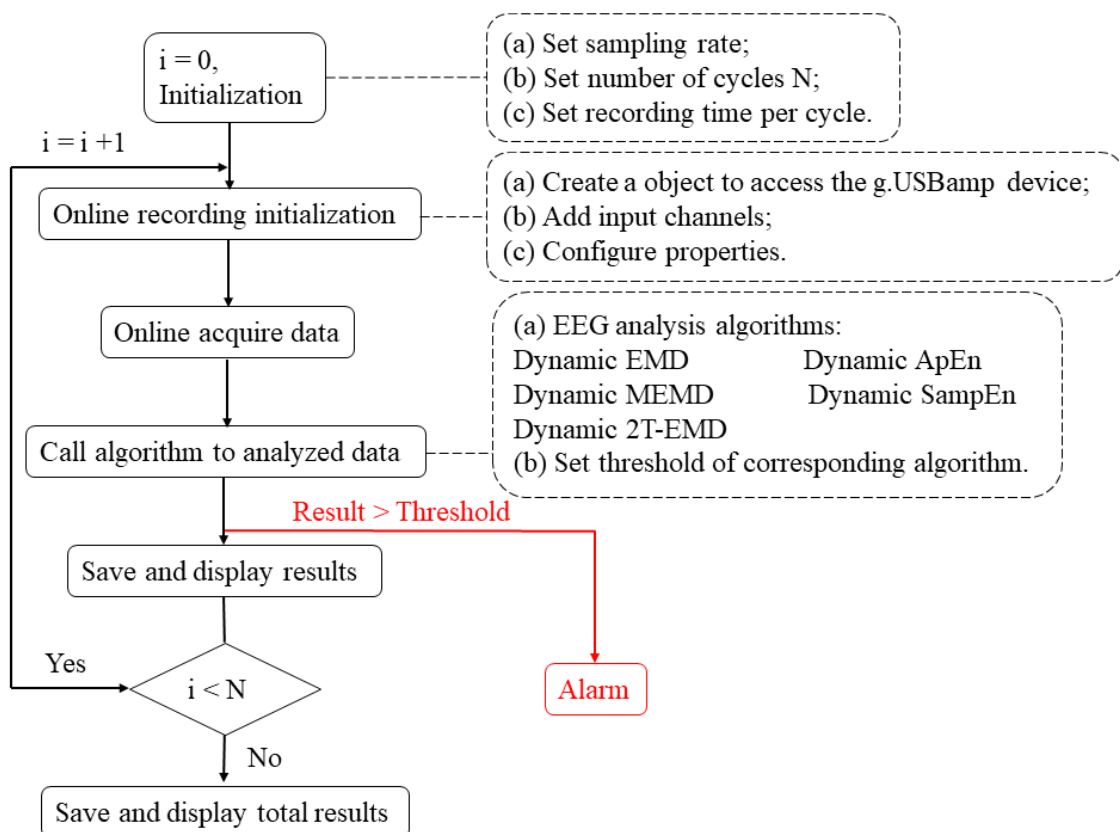 i = 0,
Initialization
(a) Set sampling rate;
(b) Set number of cycles N;
(c) Set recording time per cycle.
i = i +1
Online recording initialization
(a) Create a object to access the g.USBamp device;
(b) Add input channels;
(c) Configure properties.
Online acquire data
(a) EEG analysis algorithms:
Dynamic EMD Dynamic ApEn
Dynamic MEMD Dynamic SampEn
Dynamic 2T-EMD
(b) Set threshold of corresponding algorithm.
Call algorithm to analyzed data
Result > Threshold
Save and display results
Yes
i < N
Alarm
No
Save and display total results